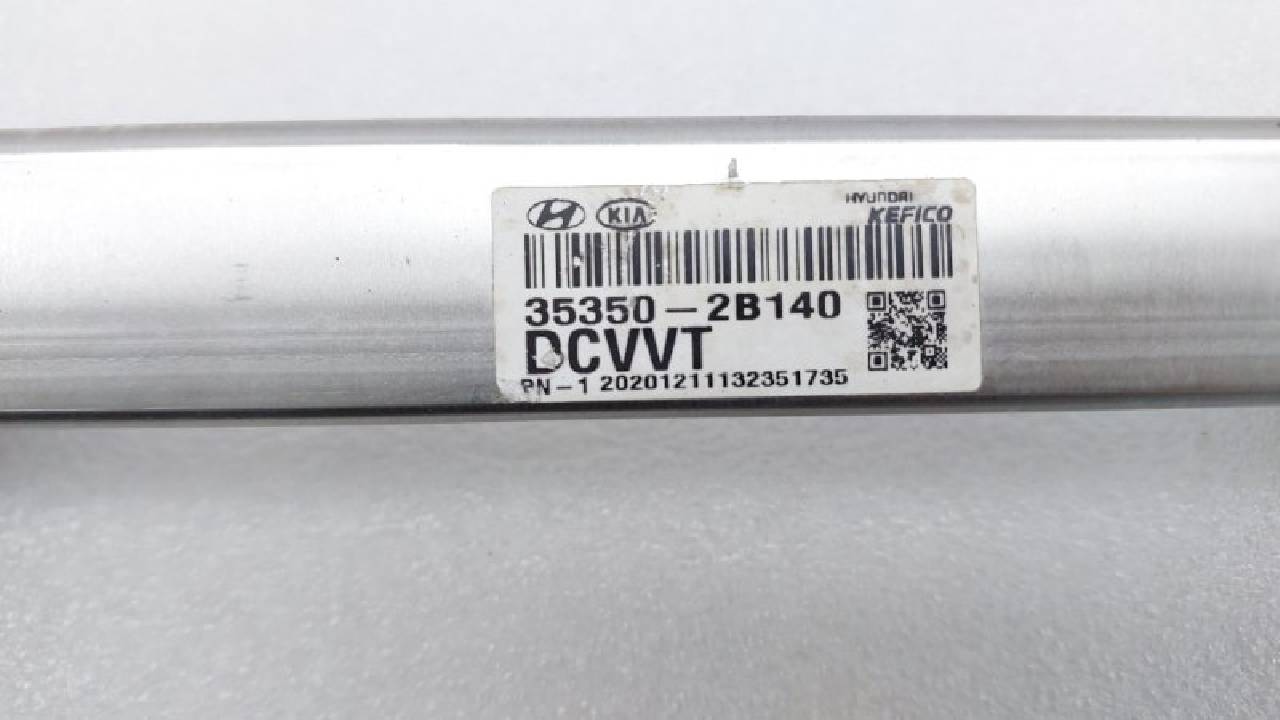 KIA HYUNDAI
KEFICO
35350-2B140
DCVVT
PN-1 20201211132351735